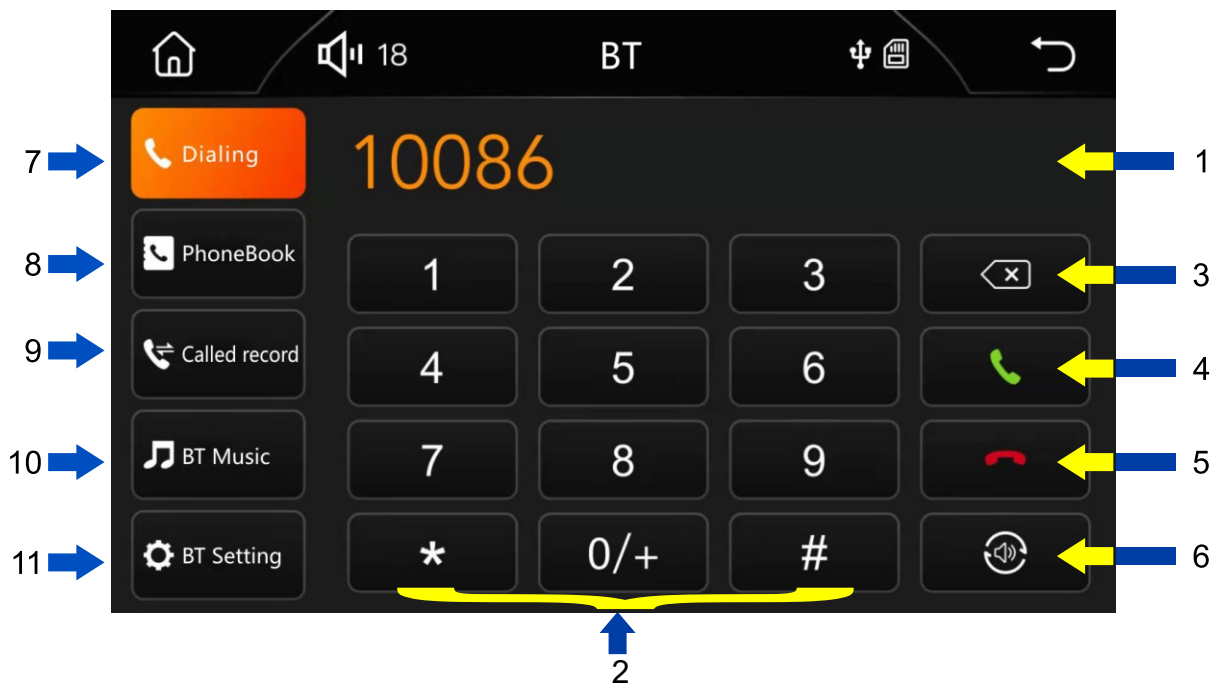 18 BT
7 Dialing 10086 1
8 PhoneBook 1 2 3 3
9 Called record 4 5 6 4
10 BT Music 7 8 9 5
11 BT Setting * 0/+ # 6
2